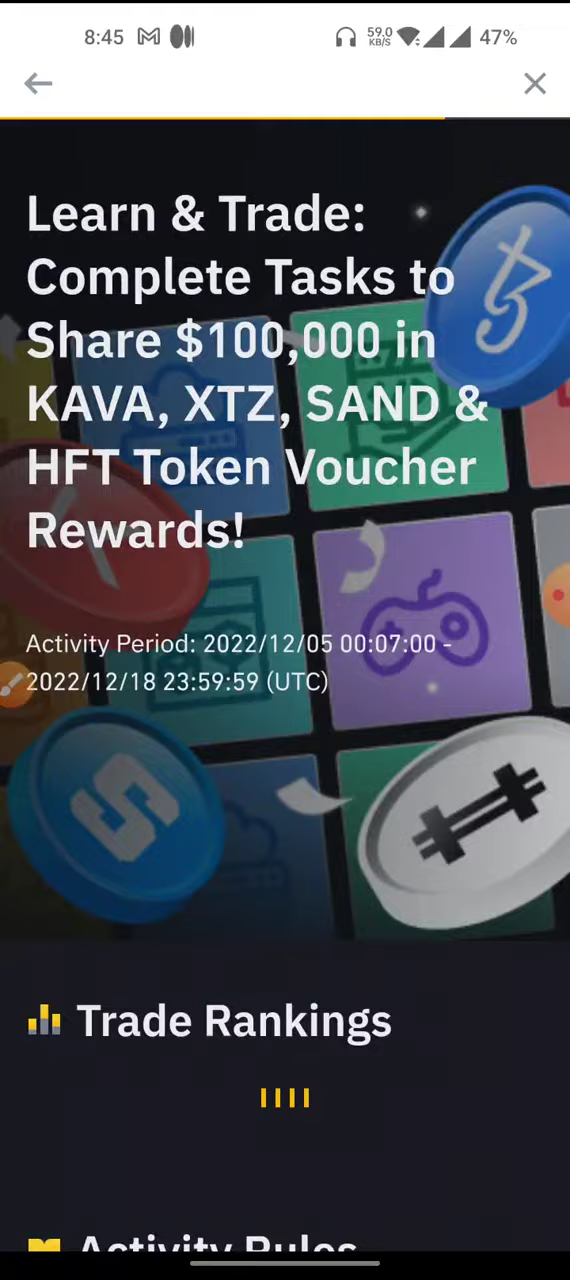 8:45
59.0
KB/S
47%
Learn & Trade:
Complete Tasks to
Share $100,000 in
KAVA, XTZ, SAND &
HFT Token Voucher
Rewards!
Activity Period: 2022/12/05 00:07:00 -
2022/12/18 23:59:59 (UTC)
Trade Rankings
Activity Rules